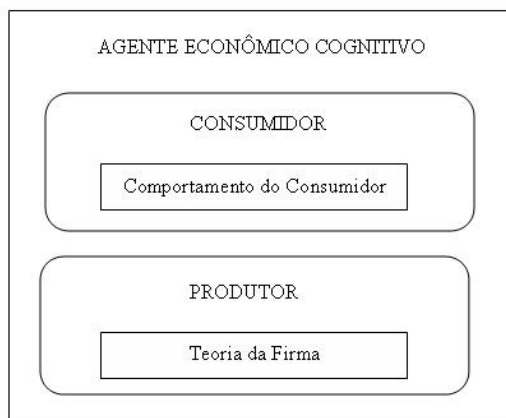 AGENTE ECONÔMICO COGNITIVO
CONSUMIDOR
Comportamento do Consumidor
PRODUTOR
Teoria da Firma